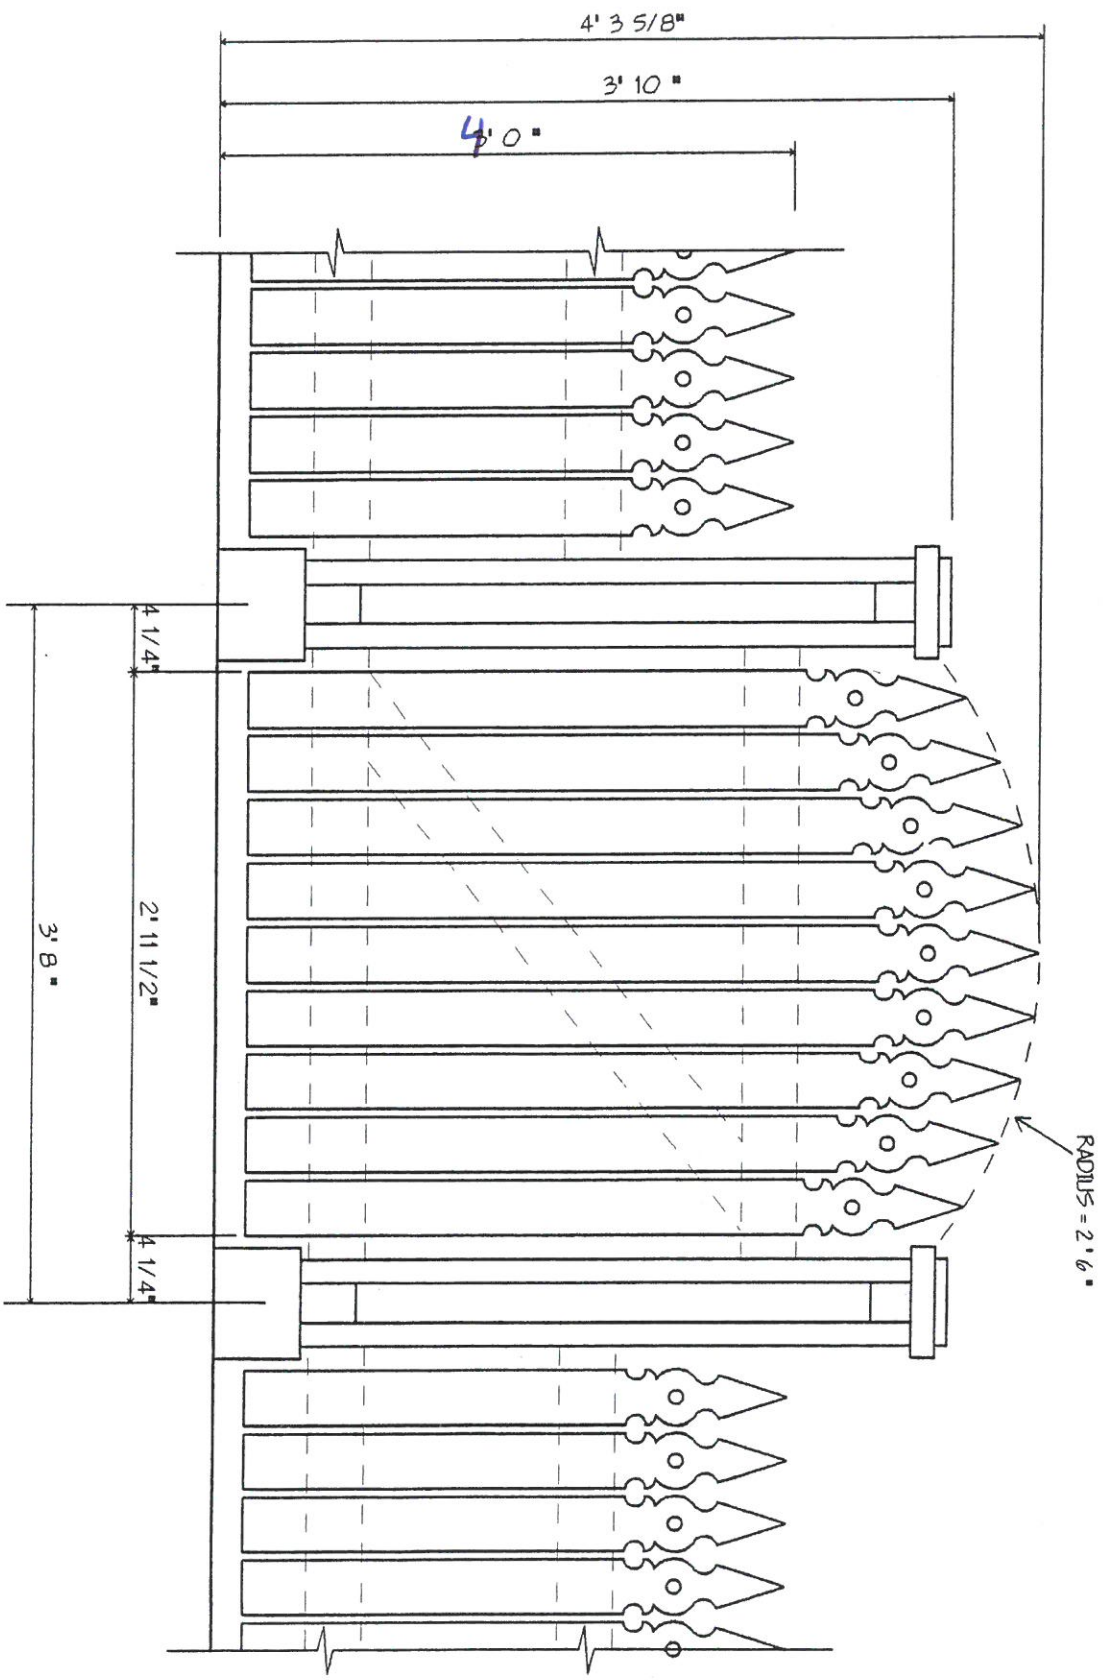 4' 3 5/8"
3' 10 "
4' 0 "
4 1/4"
2' 11 1/2"
4 1/4"
3' 8 "
RADIUS = 2' 6 "